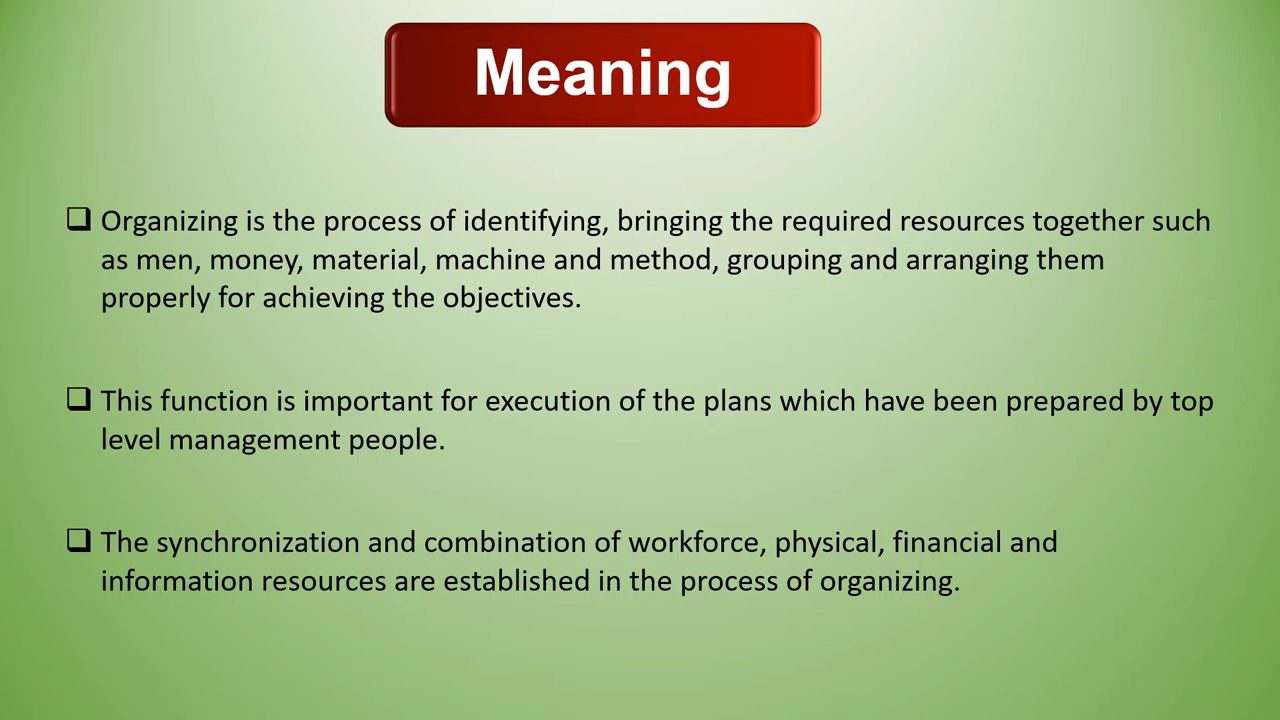 Meaning
❑ Organizing is the process of identifying, bringing the required resources together such
as men, money, material, machine and method, grouping and arranging them
properly for achieving the objectives.
❑ This function is important for execution of the plans which have been prepared by top
level management people.
❑ The synchronization and combination of workforce, physical, financial and
information resources are established in the process of organizing.